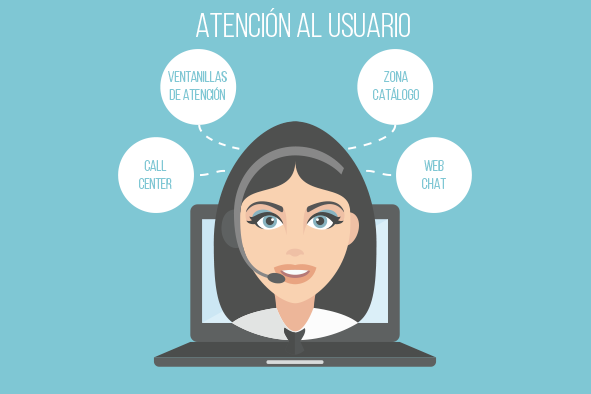 ATENCIÓN AL USUARIO
VENTANILLAS
DE ATENCIÓN
ZONA
CATÁLOGO
CALL
CENTER
WEB
CHAT